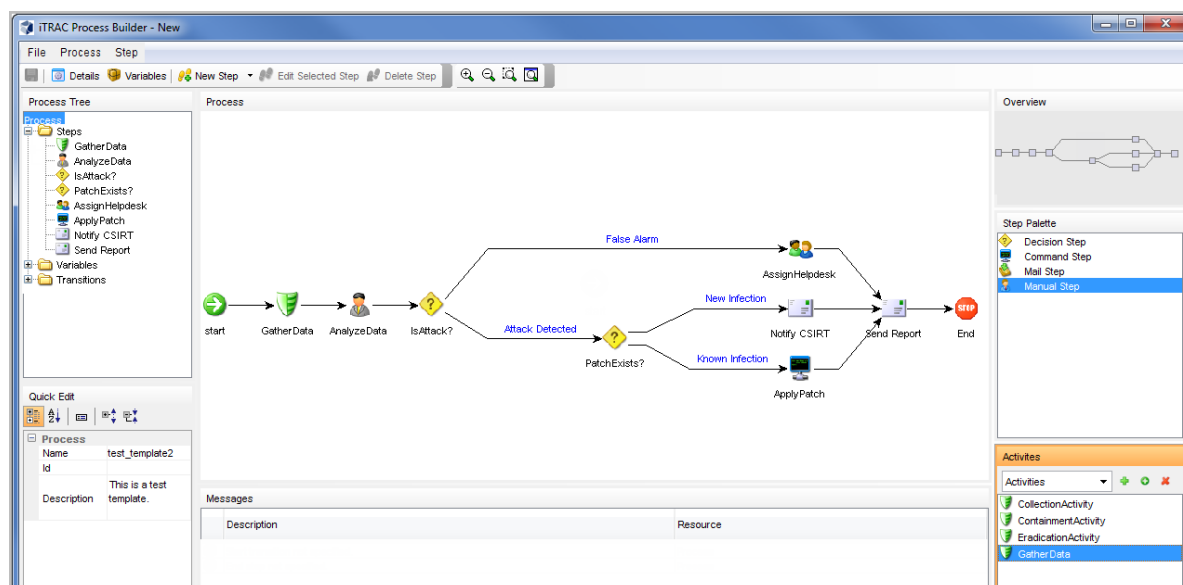 iTRAC Process Builder - New
File Process Step
Details Variables New Step Edit Selected Step Delete Step
Process Tree
Process
Steps
GatherData
AnalyzeData
IsAttack?
PatchExists?
AssignHelpdesk
ApplyPatch
Notify CSIRT
Send Report
Variables
Transitions
Quick Edit
Process
Name test_template2
Id
Description This is a test
template.
Process
False Alarm
AssignHelpdesk
start
GatherData
AnalyzeData
IsAttack?
Attack Detected
PatchExists?
New Infection
Notify CSIRT
Known Infection
ApplyPatch
Send Report
STOP
End
Messages
Description Resource
Overview
Step Palette
Decision Step
Command Step
Mail Step
Manual Step
Activites
Activities
CollectionActivity
ContainmentActivity
EradicationActivity
GatherData